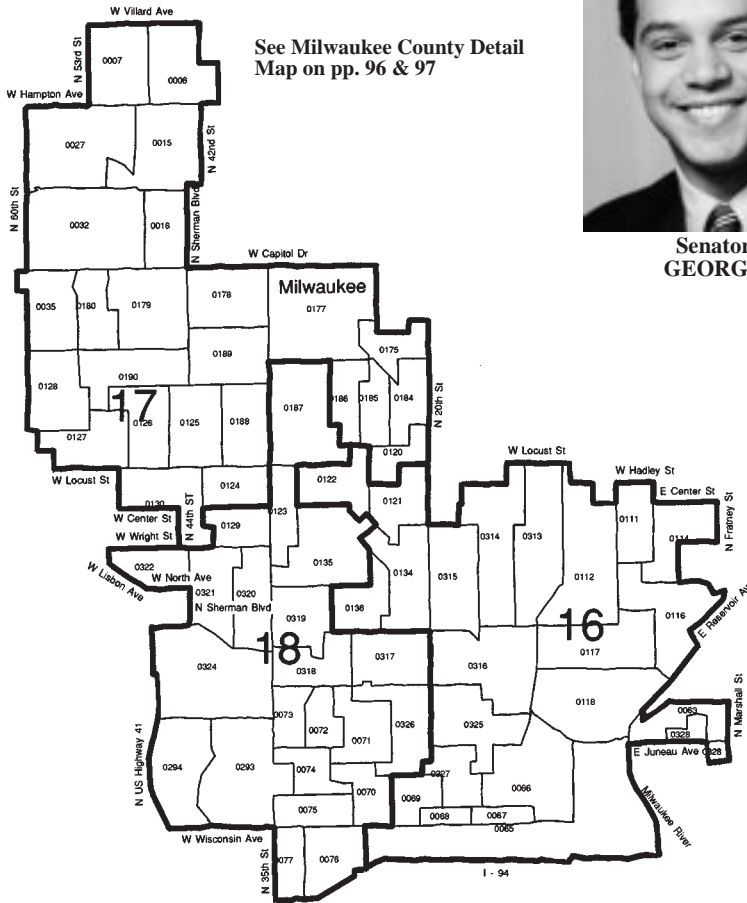 W Villard Ave
See Milwaukee County Detail
Map on pp. 96 & 97
N 53rd St
0007
0006
W Hampton Ave
0027
0015
N 42nd St
N 60th St
0032
0016
N Sherman Blvd
W Capitol Dr
Milwaukee
Senator
GEORG
0035
0180
0179
0178
0177
0175
0189
0128
0190
17
0187
0186
0185
0184
N 20th St
0127
0126
0125
0188
0120
W Locust St
0130
0124
0122
0123
0121
W Locust St
W Hadley St
E Center St
W Center St
N 44th ST
0129
0314
0313
0111
0114
N Fratney St
W Wright St
0322
W Lisbon Ave
W North Ave
0321
0320
0135
0134
0315
0112
N Sherman Blvd
0319
0136
16
0116
E Reservoir Av
0117
18
0324
0318
0317
0316
0118
0073
0072
0071
0326
0325
0063
0328
0328
N Marshall St
E Juneau Ave
N US Highway 41
0294
0293
0074
0070
0327
0066
0075
0069
0068
0067
0065
Milwaukee River
W Wisconsin Ave
N 35th St
0077
0076
I - 94